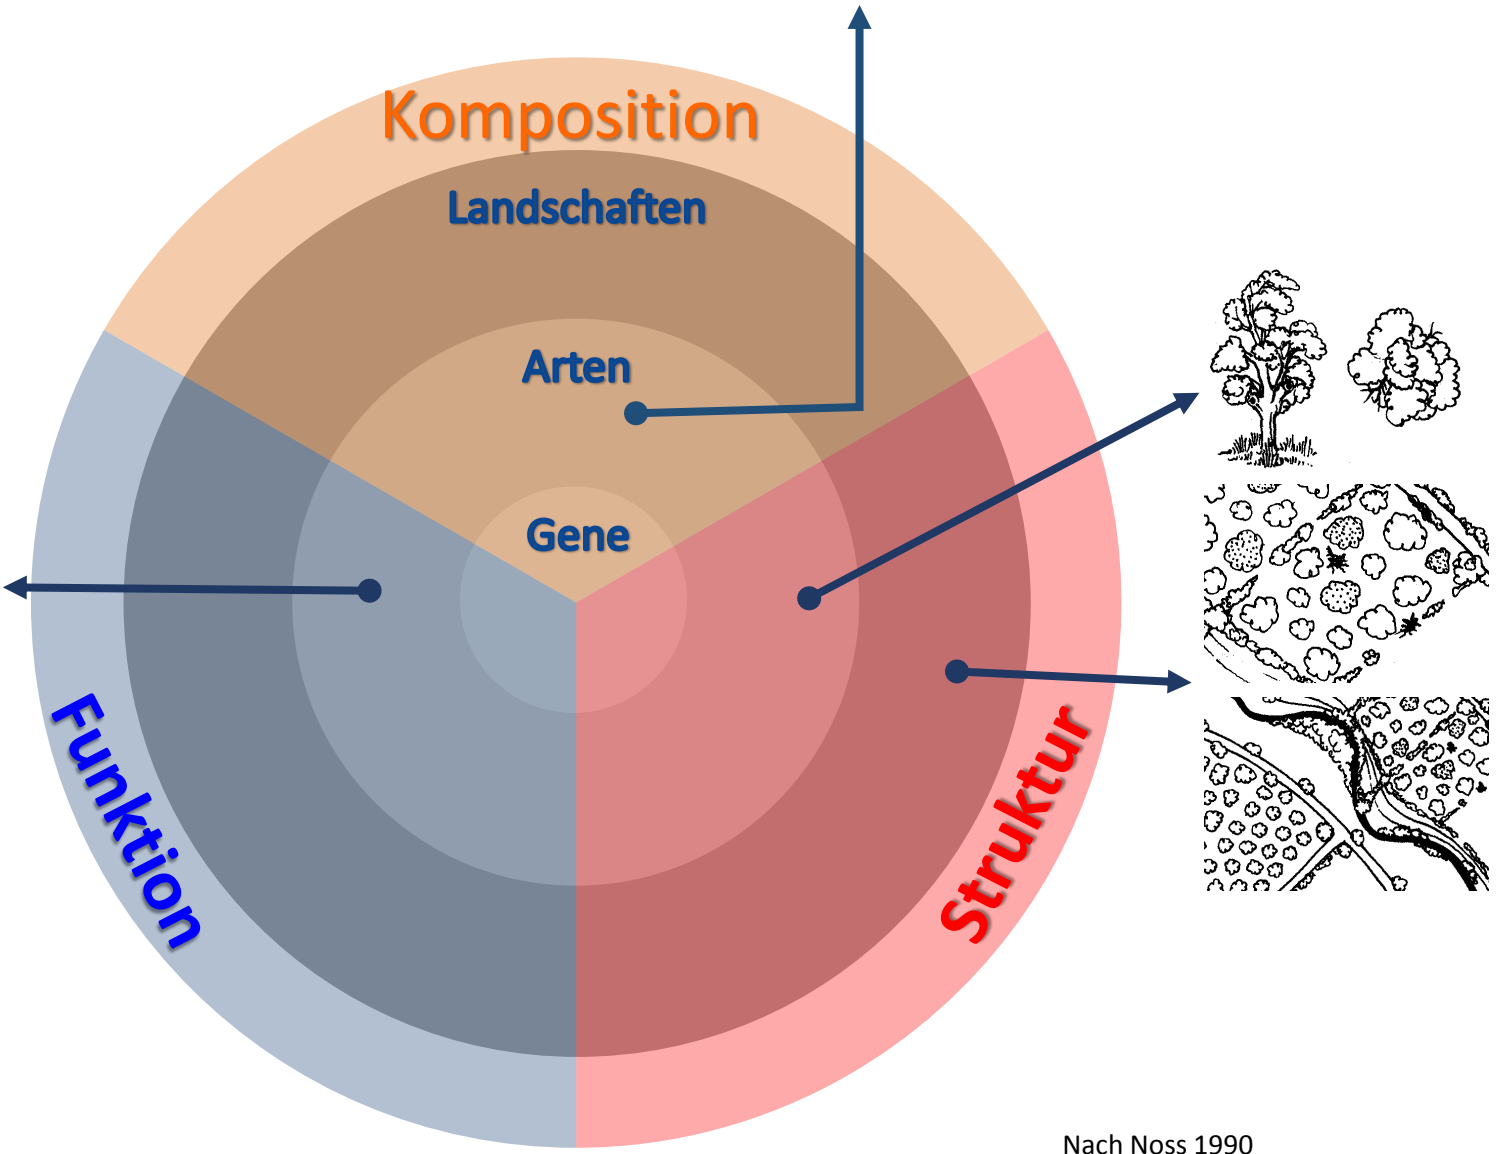 Komposition
Landschaften
Arten
Gene
Funktion
Struktur
Nach Noss 1990